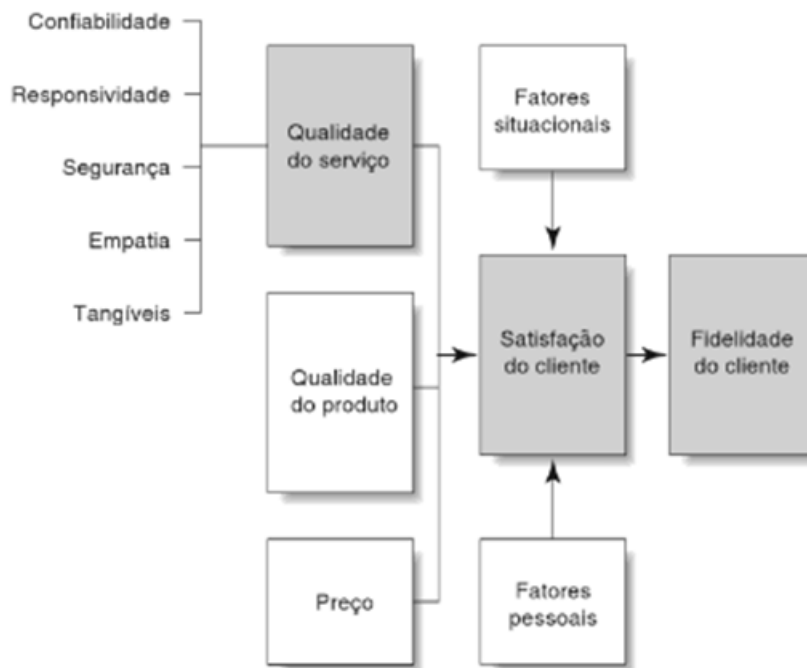 Confiabilidade
Responsividade
Segurança
Empatia
Tangíveis
Qualidade
do serviço
Qualidade
do produto
Preço
Fatores
situacionais
Satisfação
do cliente
Fatores
pessoais
Fidelidade
do cliente